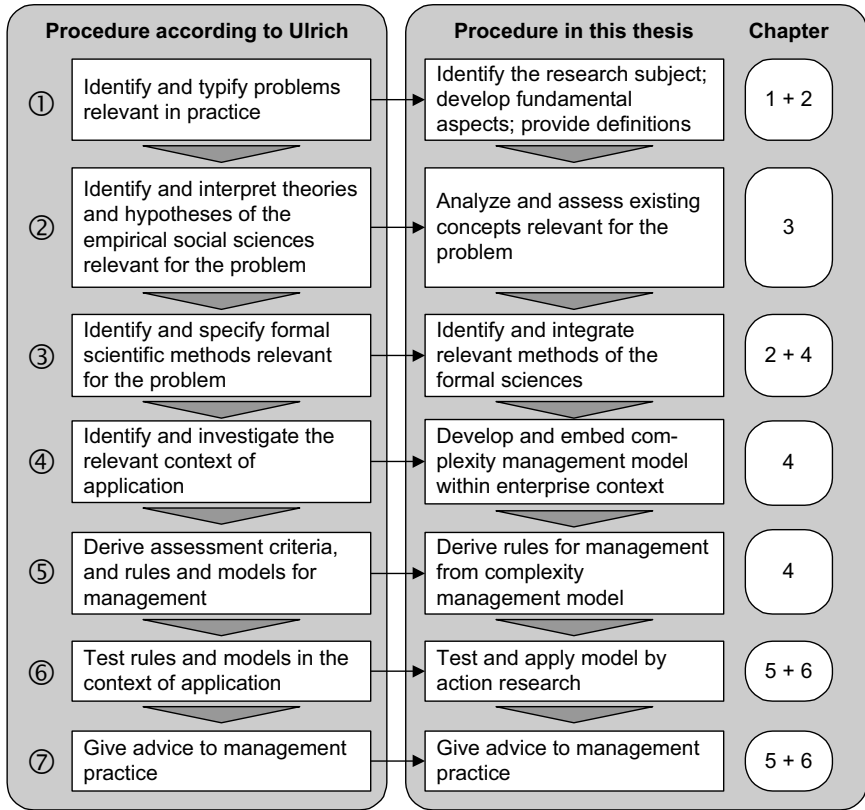 Procedure according to Ulrich
Procedure in this thesis
Chapter
①
Identify and typify problems
relevant in practice
Identify the research subject;
develop fundamental
aspects; provide definitions
1 + 2
②
Identify and interpret theories
and hypotheses of the
empirical social sciences
relevant for the problem
Analyze and assess existing
concepts relevant for the
problem
3
③
Identify and specify formal
scientific methods relevant
for the problem
Identify and integrate
relevant methods of the
formal sciences
2 + 4
④
Identify and investigate the
relevant context of
application
Develop and embed com-
plexity management model
within enterprise context
4
⑤
Derive assessment criteria,
and rules and models for
management
Derive rules for management
from complexity
management model
4
⑥
Test rules and models in the
context of application
Test and apply model by
action research
5 + 6
⑦
Give advice to management
practice
Give advice to management
practice
5 + 6